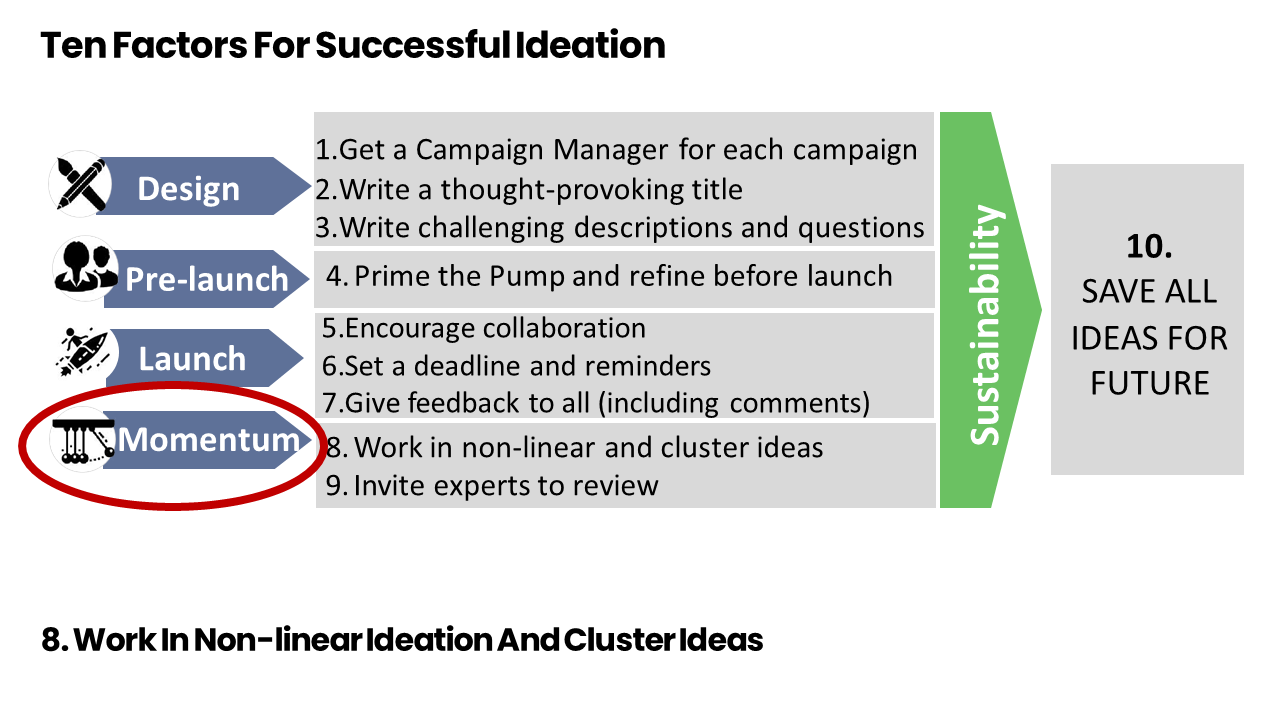 Ten Factors For Successful Ideation
Design
1.Get a Campaign Manager for each campaign
2.Write a thought-provoking title
3.Write challenging descriptions and questions
Pre-launch
4. Prime the Pump and refine before launch
Launch
5.Encourage collaboration
6.Set a deadline and reminders
7.Give feedback to all (including comments)
Momentum
8. Work in non-linear and cluster ideas
9. Invite experts to review
Sustainability
10.
SAVE ALL
IDEAS FOR
FUTURE
8. Work In Non-linear Ideation And Cluster Ideas